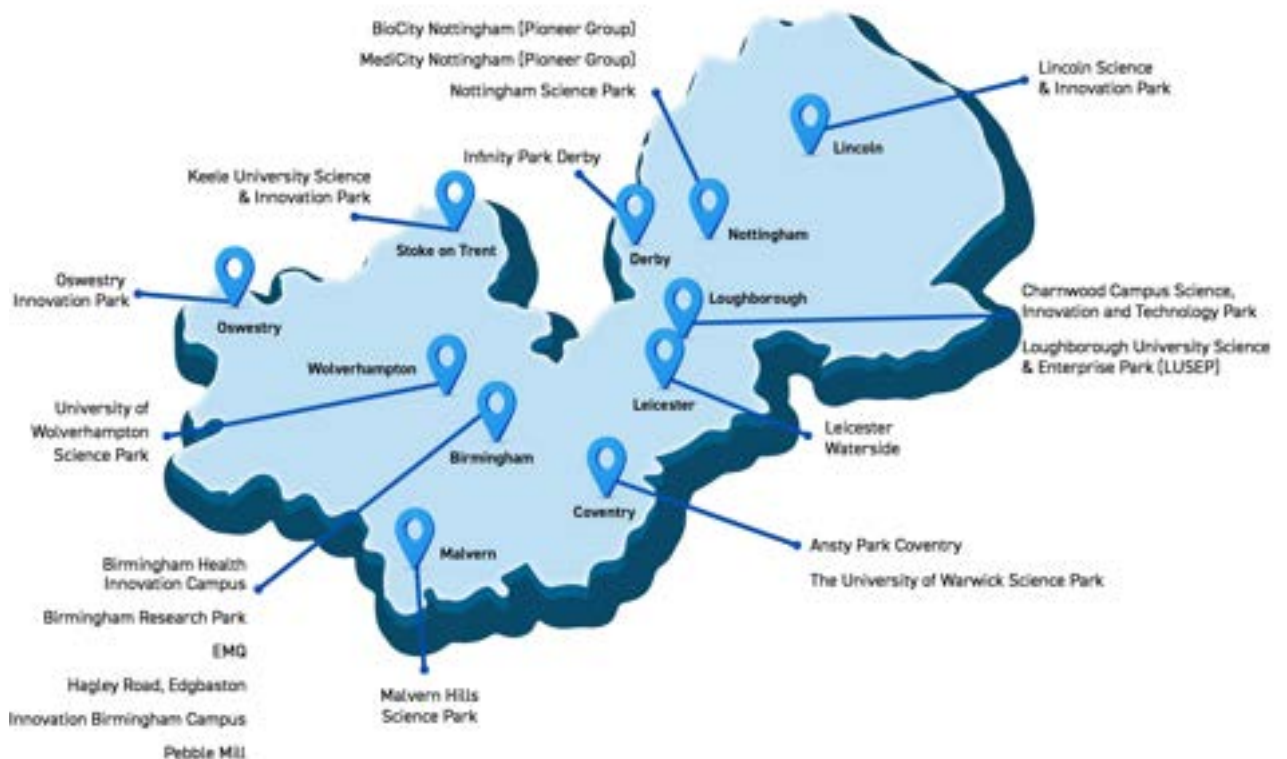 BioCity Nottingham (Pioneer Group)
MediCity Nottingham (Pioneer Group)
Nottingham Science Park
Lincoln Science
& Innovation Park
Lincoln
Infinity Park Derby
Keele University Science
& Innovation Park
Stoke on Trent
Derby
Nottingham
Oswestry
Innovation Park
Oswestry
Loughborough
Charnwood Campus Science,
Innovation and Technology Park
Loughborough University Science
& Enterprise Park (LUSEP)
Wolverhampton
Leicester
University of
Wolverhampton
Science Park
Leicester
Waterside
Birmingham
Coventry
Malvern
Ansty Park Coventry
The University of Warwick Science Park
Birmingham Health
Innovation Campus
Birmingham Research Park
EMQ
Hagley Road, Edgbaston
Innovation Birmingham Campus
Pebble Mill
Malvern Hills
Science Park